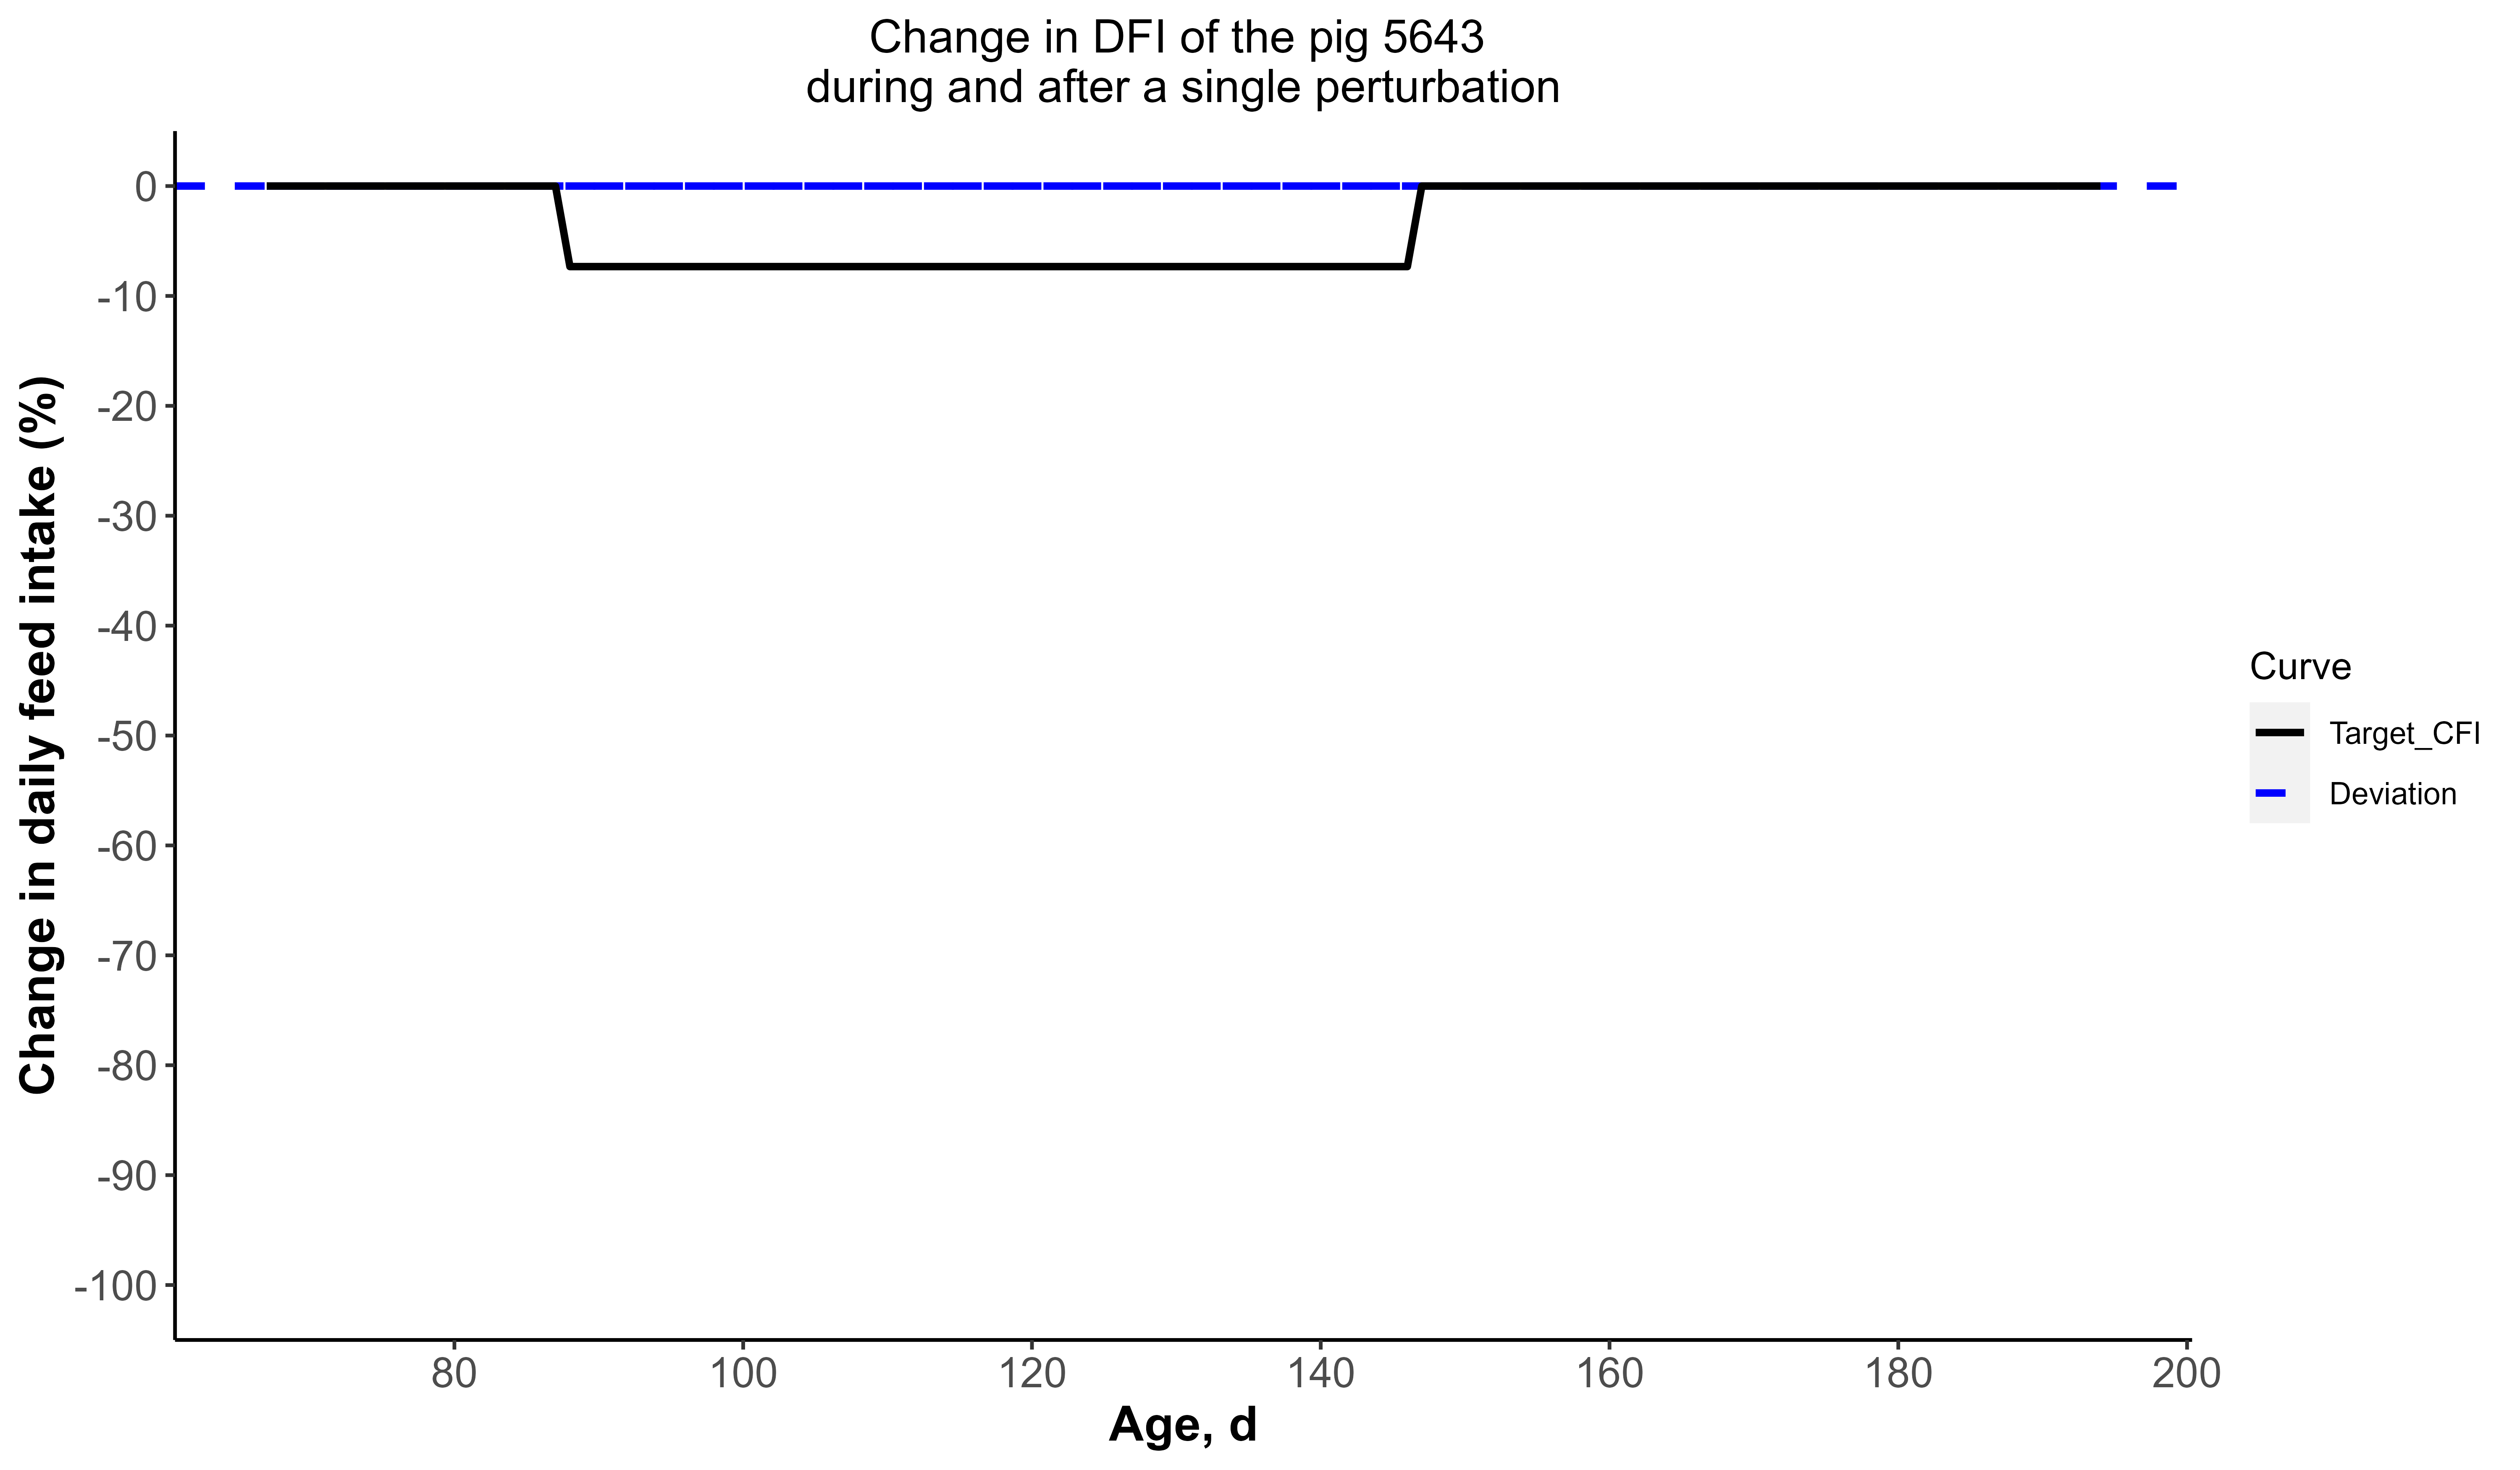 Change in DFI of the pig 5643
during and after a single perturbation
Change in daily feed intake (%)
0
-10
-20
-30
-40
-50
-60
-70
-80
-90
-100
80
100
120
140
160
180
200
Age, d
Curve
Target_CFI
Deviation